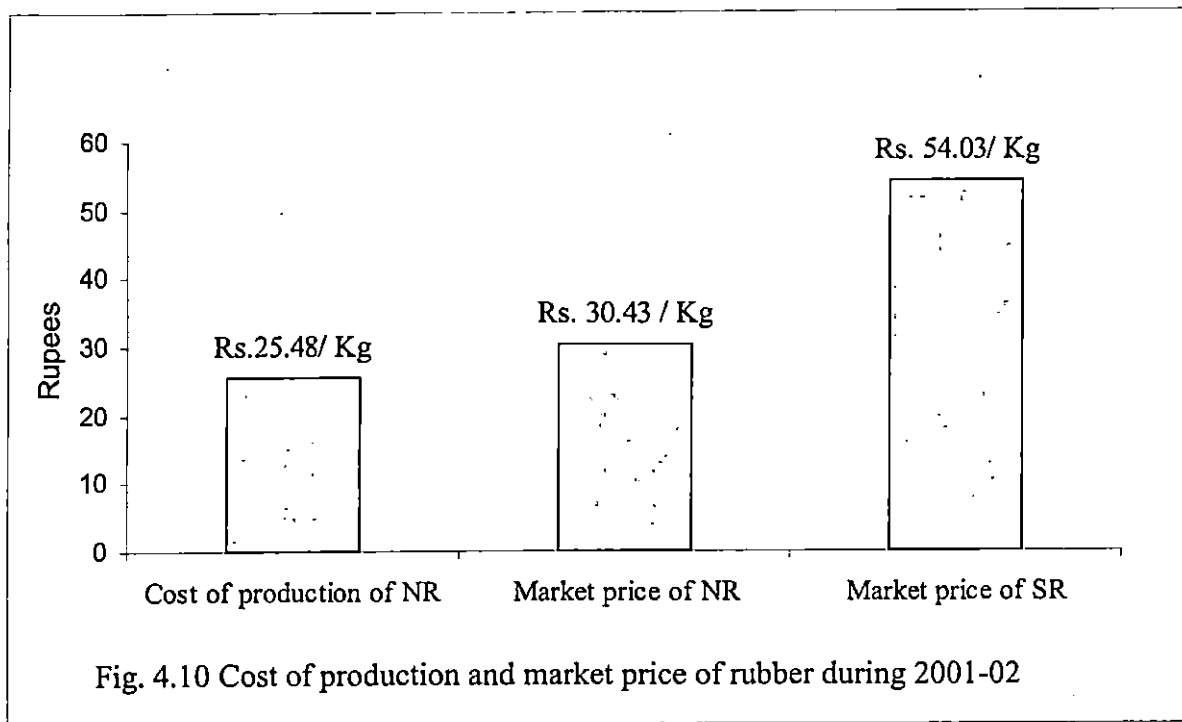 Rs. 54.03/ Kg
Rs. 30.43 / Kg
Rs.25.48/ Kg
Rupees
60
50
40
30
20
10
0
Cost of production of NR
Market price of NR
Market price of SR
Fig. 4.10 Cost of production and market price of rubber during 2001-02